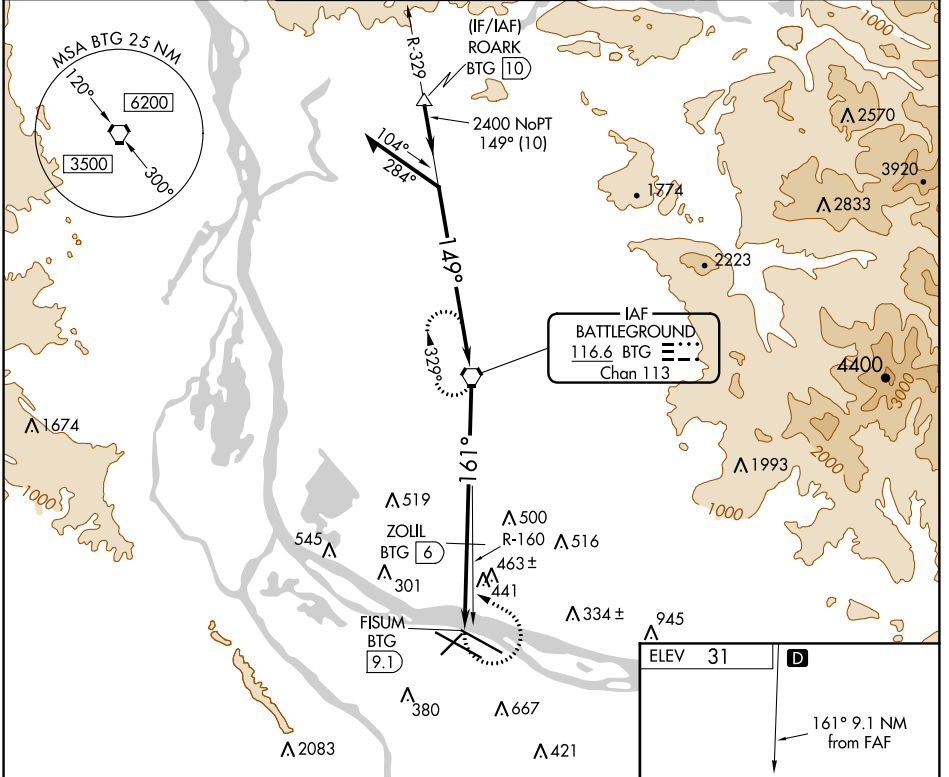 MSA BTG 25 NM
120°
6200
3500
300°
R-329
(IF/IAF)
ROARK
BTG 10
2400 NoPT
149° (10)
104°
284°
149°
329°
IAF
BATTLEGROUND
116.6 BTG
Chan 113
161°
1000
2570
3920
1774
2833
2223
4400
3000
2000
1993
1000
1674
1000
519
500
545
ZOLIL
BTG 6
R-160
516
463 ±
301
441
FISUM
BTG
9.1
334 ±
945
380
667
2083
421
ELEV 31
D
161° 9.1 NM
from FAF